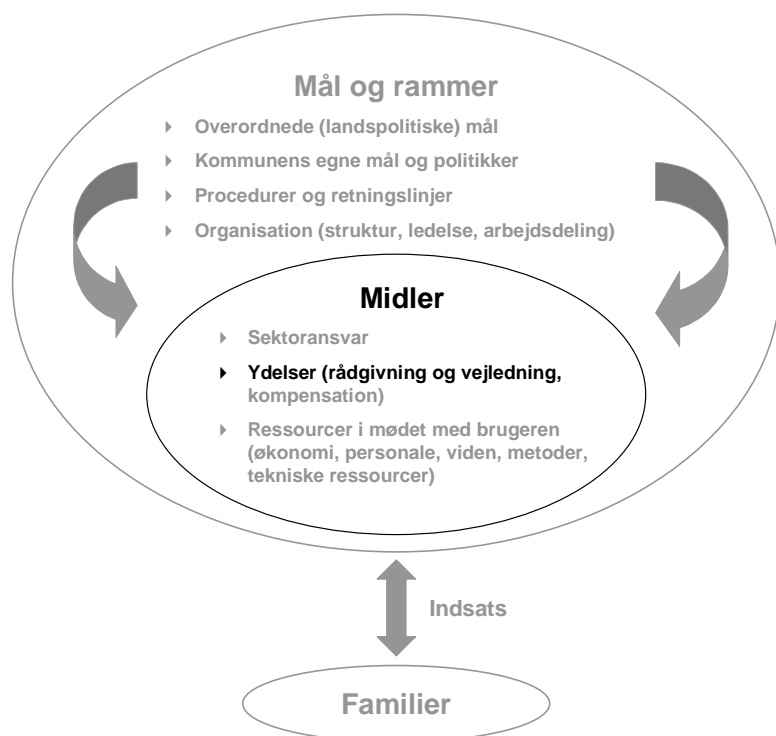 Mål og rammer
Overordnede (landspolitiske) mål
Kommunens egne mål og politikker
Procedurer og retningslinjer
Organisation (struktur, ledelse, arbejdsdeling)
Midler
Sektoransvar
Ydelser (rådgivning og vejledning,
kompensation)
Ressourcer i mødet med brugeren
(økonomi, personale, viden, metoder,
tekniske ressourcer)
Indsats
Familier